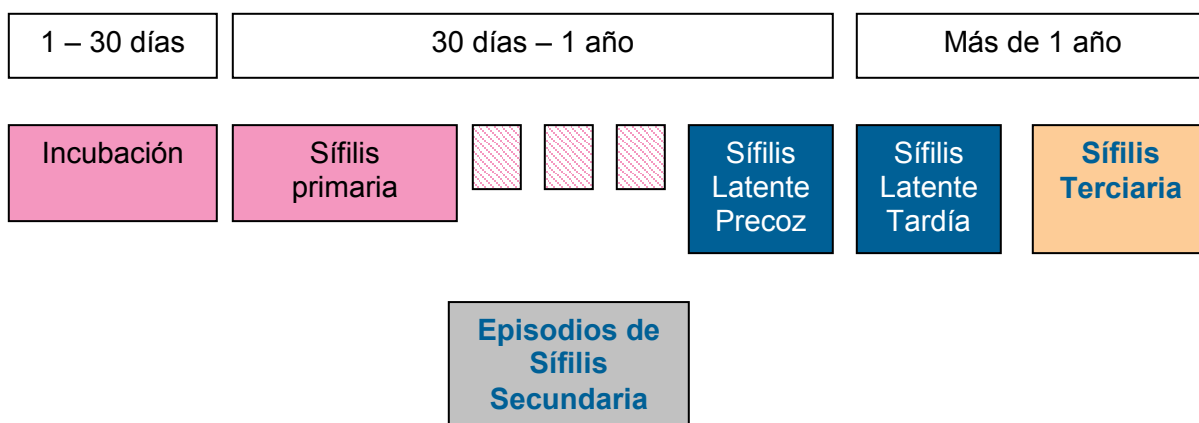 1 – 30 días
30 días – 1 año
Más de 1 año
Incubación
Sífilis
primaria
Sífilis
Latente
Precoz
Sífilis
Latente
Tardía
Sífilis
Terciaria
Episodios de
Sífilis
Secundaria